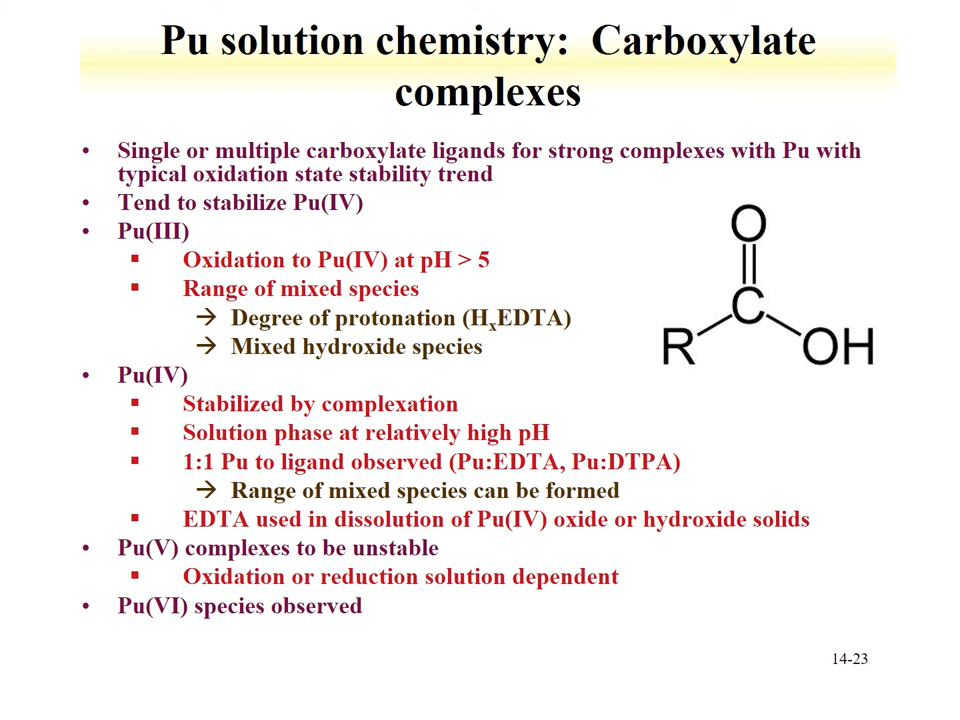 Pu solution chemistry: Carboxylate
complexes
• Single or multiple carboxylate ligands for strong complexes with Pu with
typical oxidation state stability trend
• Tend to stabilize Pu(IV)
• Pu(III)
▪ Oxidation to Pu(IV) at pH > 5
▪ Range of mixed species
→ Degree of protonation (HₓEDTA)
→ Mixed hydroxide species
• Pu(IV)
▪ Stabilized by complexation
▪ Solution phase at relatively high pH
▪ 1:1 Pu to ligand observed (Pu:EDTA, Pu:DTPA)
→ Range of mixed species can be formed
▪ EDTA used in dissolution of Pu(IV) oxide or hydroxide solids
• Pu(V) complexes to be unstable
▪ Oxidation or reduction solution dependent
• Pu(VI) species observed
O
C
R OH
14-23